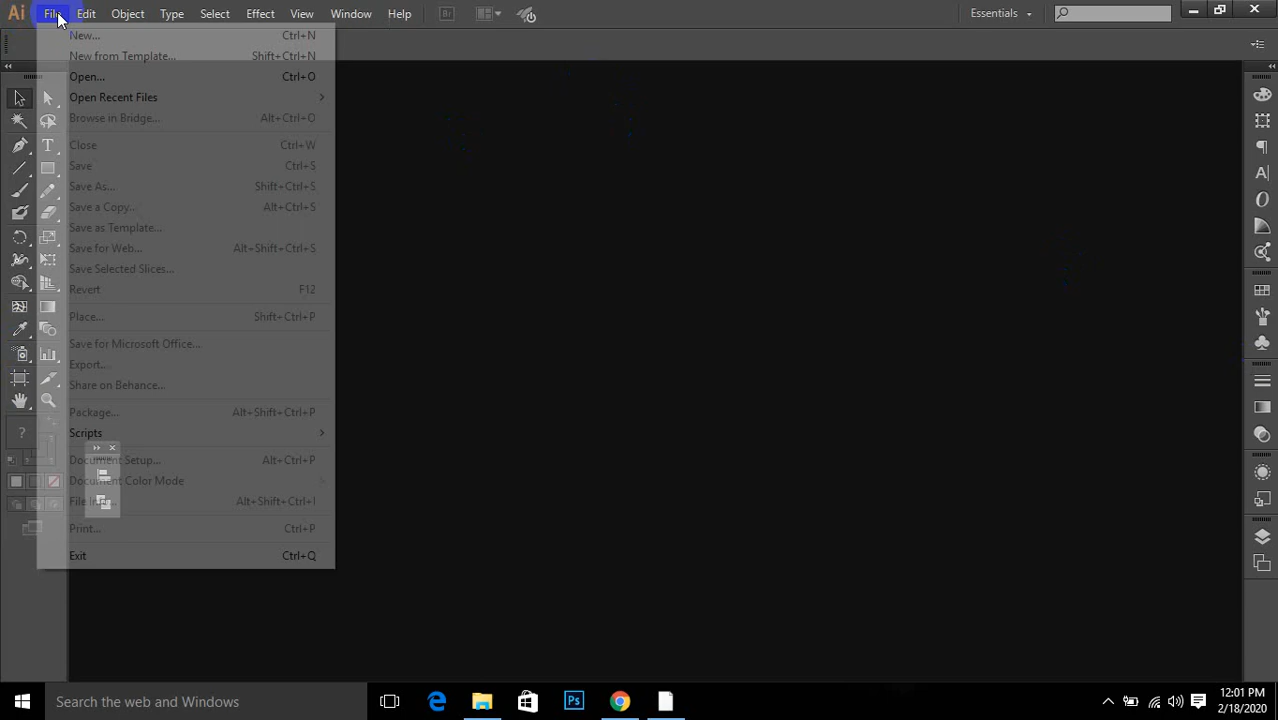 Ai File Edit Object Type Select Effect View Window Help Br Essentials
New... Ctrl+N
New from Template... Shift+Ctrl+N
Open... Ctrl+O
Open Recent Files
Browse in Bridge... Alt+Ctrl+O
Close Ctrl+W
Save Ctrl+S
Save As... Shift+Ctrl+S
Save a Copy... Alt+Ctrl+S
Save as Template...
Save for Web... Alt+Shift+Ctrl+S
Save Selected Slices...
Revert F12
Place... Shift+Ctrl+P
Save for Microsoft Office...
Export...
Share on Behance...
Package... Alt+Shift+Ctrl+P
Scripts
Document Setup... Alt+Ctrl+P
Document Color Mode
File Alt+Shift+Ctrl+I
Print... Ctrl+P
Exit Ctrl+Q
Search the web and Windows
Ps
12:01 PM
2/18/2020